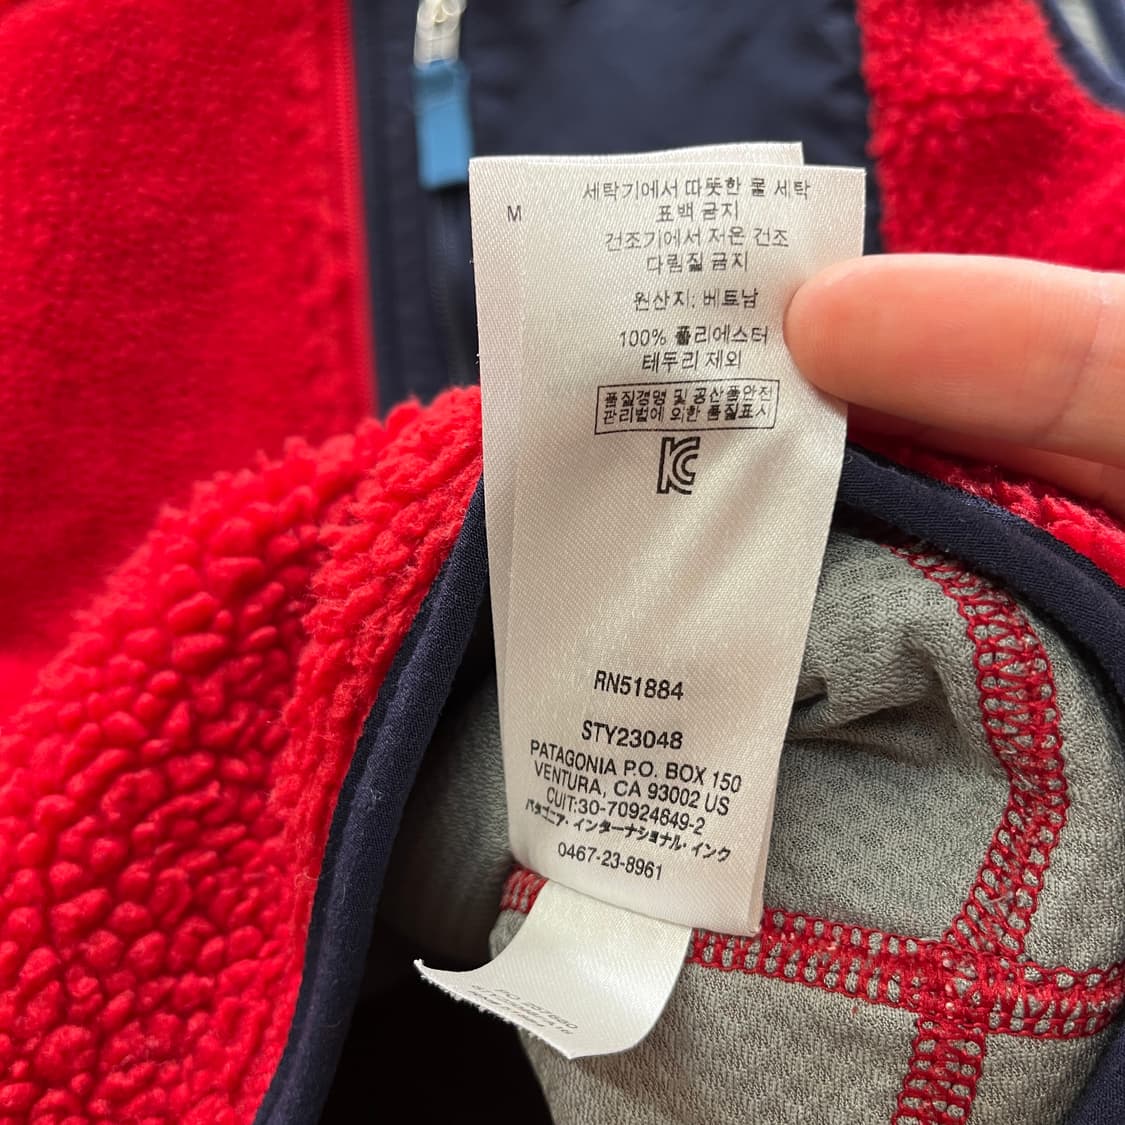 M
세탁기에서 따뜻한 물 세탁
표백 금지
건조기에서 저온 건조
다림질 금지
원산지: 베트남
100% 폴리에스터
테두리 제외
품질경영 및 공산품안전
관리법에 의한 품질표시
KC
RN51884
STY23048
PATAGONIA P.O. BOX 150
VENTURA, CA 93002 US
CUIT:30-70924649-2
パタゴニア・インターナショナル・インク
0467-23-8961